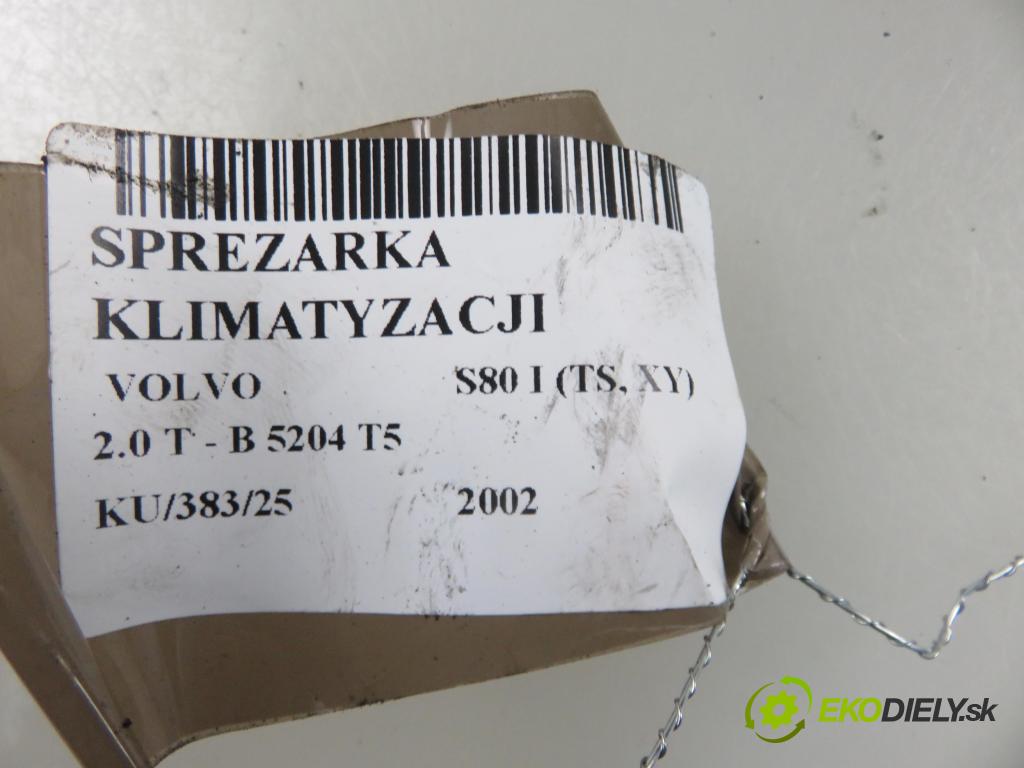 SPREZARKA
KLIMATYZACJI
VOLVO S80 I (TS, XY)
2.0 T - B 5204 T5
KU/383/25 2002
EKODIELY.sk